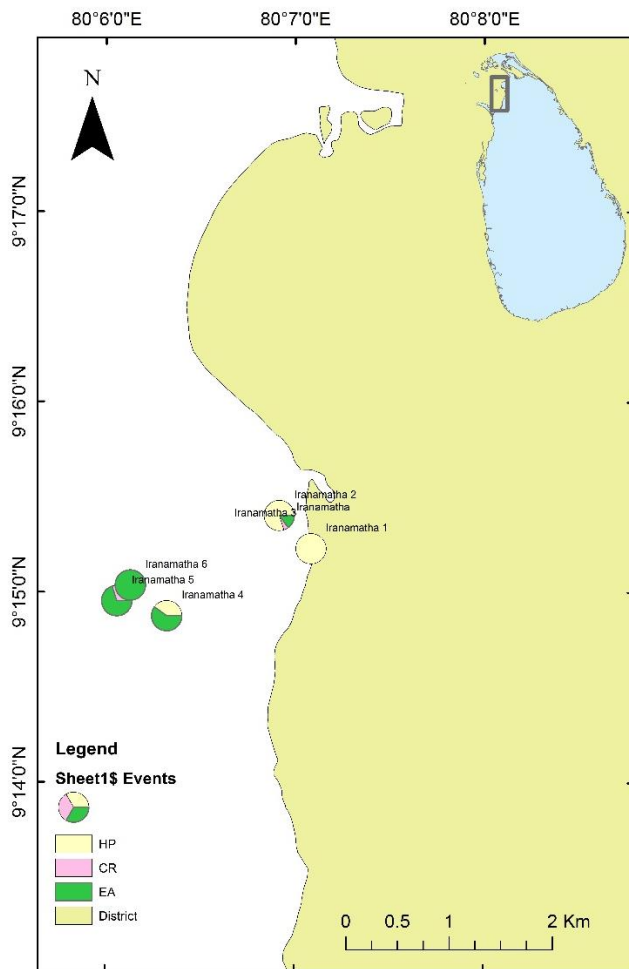 80°6'0"E
80°7'0"E
80°8'0"E
N
9°17'0"N
9°16'0"N
9°15'0"N
9°14'0"N
Iranamatha 2
Iranamatha 3
Iranamatha
Iranamatha 1
Iranamatha 6
Iranamatha 5
Iranamatha 4
Legend
Sheet1$ Events
HP
CR
EA
District
0 0.5 1 2 Km